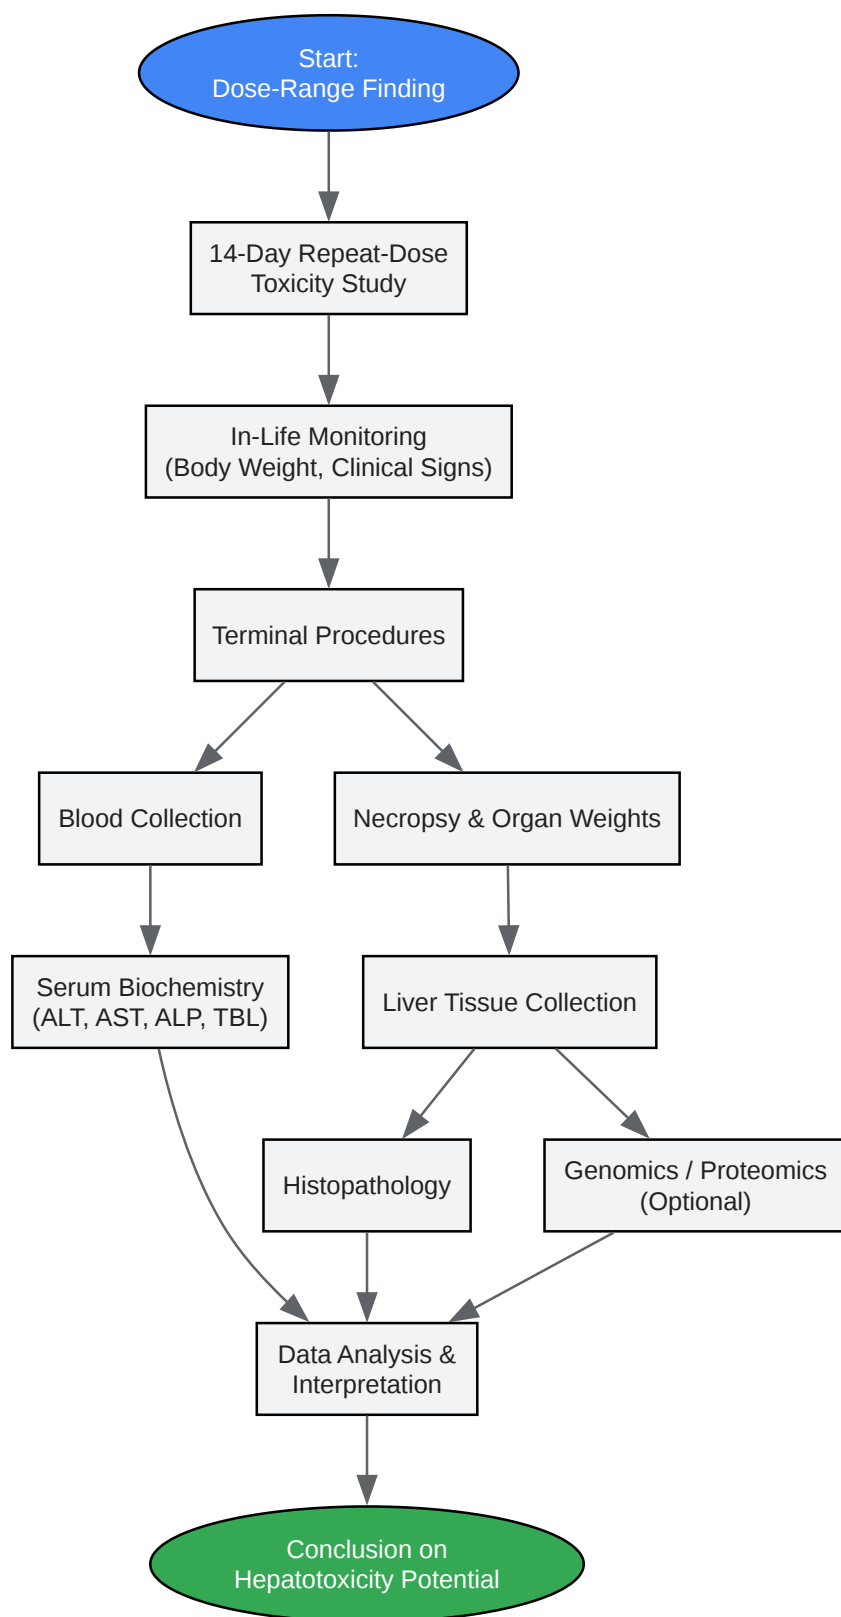 Start:
Dose-Range Finding
14-Day Repeat-Dose
Toxicity Study
In-Life Monitoring
(Body Weight, Clinical Signs)
Terminal Procedures
Blood Collection
Necropsy & Organ Weights
Serum Biochemistry
(ALT, AST, ALP, TBL)
Liver Tissue Collection
Histopathology
Genomics / Proteomics
(Optional)
Data Analysis &
Interpretation
Conclusion on
Hepatotoxicity Potential